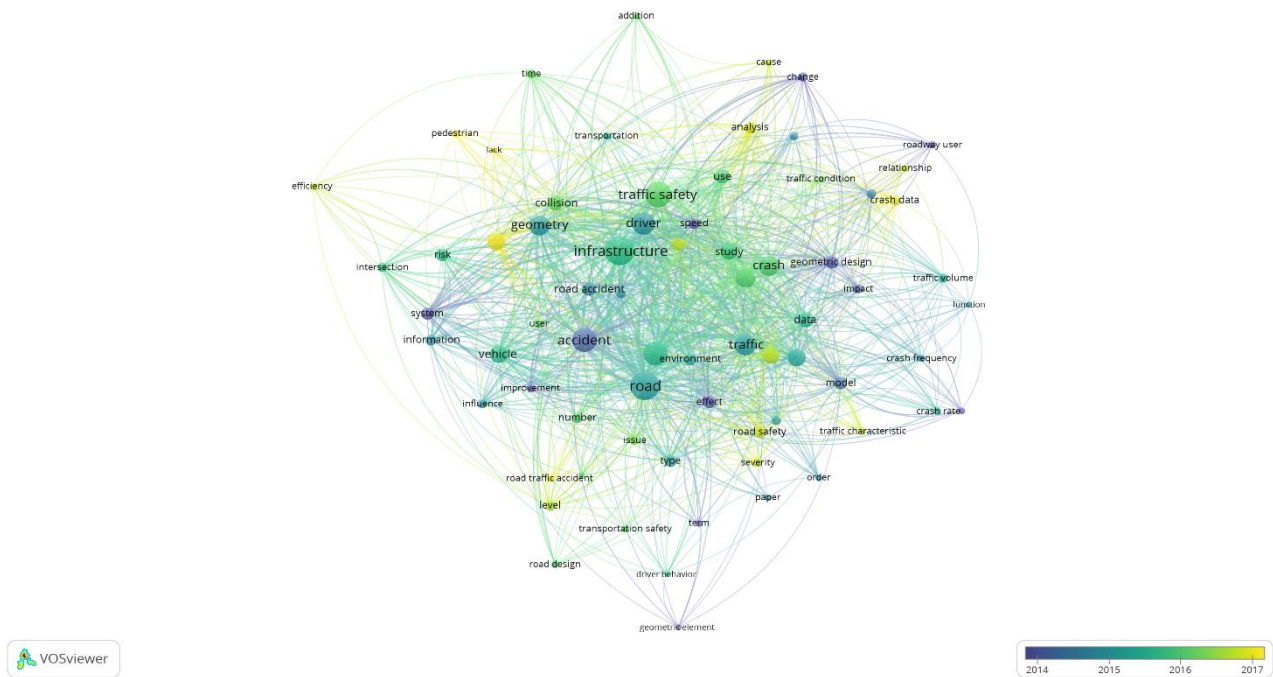 addition
cause
time
change
pedestrian
transportation
analysis
lack
roadway user
relationship
efficiency
use
traffic condition
traffic safety
collision
crash data
geometry
driver
speed
infrastructure
study
risk
geometric design
intersection
crash
traffic volume
road accident
impact
function
system
user
data
information
accident
traffic
vehicle
environment
crash frequency
road
model
improvement
influence
effect
crash rate
number
road safety
traffic characteristic
issue
type
severity
road traffic accident
order
level
paper
transportation safety
term
road design
driver behavior
geometric element
VOSviewer
2014 2015 2016 2017